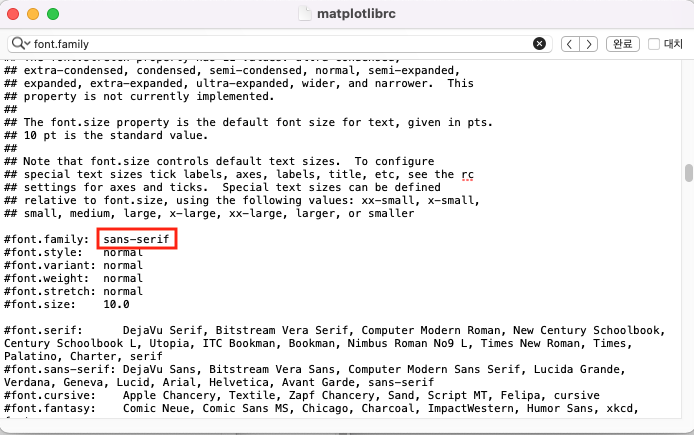 matplotlibrc
font.family
완료
대치
## extra-condensed, condensed, semi-condensed, normal, semi-expanded,
## expanded, extra-expanded, ultra-expanded, wider, and narrower.  This
## property is not currently implemented.
##
## The font.size property is the default font size for text, given in pts.
## 10 pt is the standard value.
##
## Note that font.size controls default text sizes.  To configure
## special text sizes tick labels, axes, labels, title, etc, see the rc
## settings for axes and ticks.  Special text sizes can be defined
## relative to font.size, using the following values: xx-small, x-small,
## small, medium, large, x-large, xx-large, larger, or smaller
#font.family: sans-serif
#font.style:   normal
#font.variant: normal
#font.weight:  normal
#font.stretch: normal
#font.size:    10.0
#font.serif:      DejaVu Serif, Bitstream Vera Serif, Computer Modern Roman, New Century Schoolbook,
Century Schoolbook L, Utopia, ITC Bookman, Bookman, Nimbus Roman No9 L, Times New Roman, Times,
Palatino, Charter, serif
#font.sans-serif: DejaVu Sans, Bitstream Vera Sans, Computer Modern Sans Serif, Lucida Grande,
Verdana, Geneva, Lucid, Arial, Helvetica, Avant Garde, sans-serif
#font.cursive:    Apple Chancery, Textile, Zapf Chancery, Sand, Script MT, Felipa, cursive
#font.fantasy:    Comic Neue, Comic Sans MS, Chicago, Charcoal, ImpactWestern, Humor Sans, xkcd,